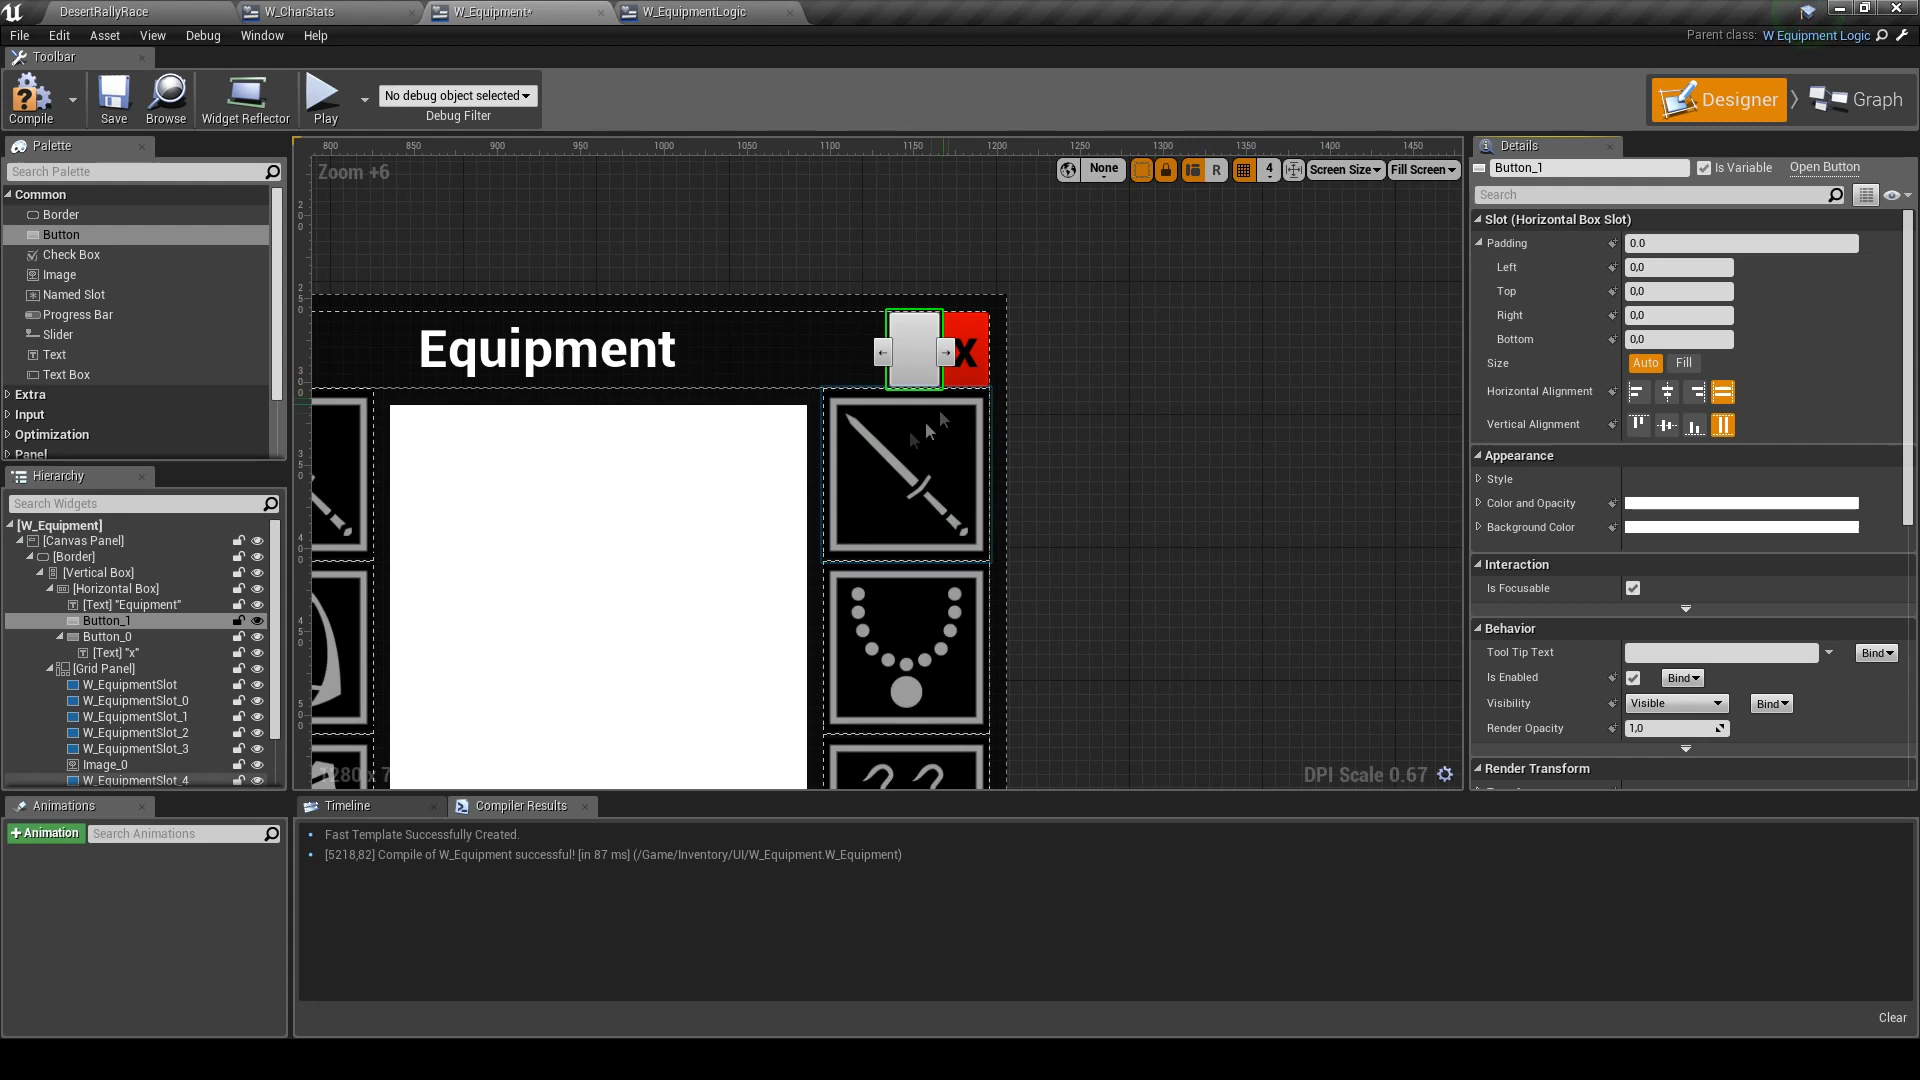 DesertRallyRace
W_CharStats
W_Equipment*
W_EquipmentLogic
File Edit Asset View Debug Window Help
Parent class: W Equipment Logic
Toolbar
Compile
Save
Browse
Widget Reflector
Play
No debug object selected
Debug Filter
Designer
Graph
Palette
Search Palette
Common
Border
Button
Check Box
Image
Named Slot
Progress Bar
Slider
Text
Text Box
Extra
Input
Optimization
Panel
Hierarchy
Search Widgets
[W_Equipment]
[Canvas Panel]
[Border]
[Vertical Box]
[Horizontal Box]
[Text] "Equipment"
Button_1
Button_0
[Text] "x"
[Grid Panel]
W_EquipmentSlot
W_EquipmentSlot_0
W_EquipmentSlot_1
W_EquipmentSlot_2
W_EquipmentSlot_3
Image_0
W_EquipmentSlot_4
Animations
+Animation
Search Animations
800 850 900 950 1000 1050 1100 1150 1200 1250 1300 1350 1400 1450
Zoom +6
None
R
4
Screen Size
Fill Screen
200
250
300
350
400
450
500
Equipment
x
1280 x 7
DPI Scale 0.67
Timeline
Compiler Results
Fast Template Successfully Created.
[5218,82] Compile of W_Equipment successful! [in 87 ms] (/Game/Inventory/UI/W_Equipment.W_Equipment)
Clear
Details
Button_1
Is Variable
Open Button
Search
Slot (Horizontal Box Slot)
Padding 0.0
Left 0,0
Top 0,0
Right 0,0
Bottom 0,0
Size Auto Fill
Horizontal Alignment
Vertical Alignment
Appearance
Style
Color and Opacity
Background Color
Interaction
Is Focusable
Behavior
Tool Tip Text Bind
Is Enabled Bind
Visibility Visible Bind
Render Opacity 1,0
Render Transform